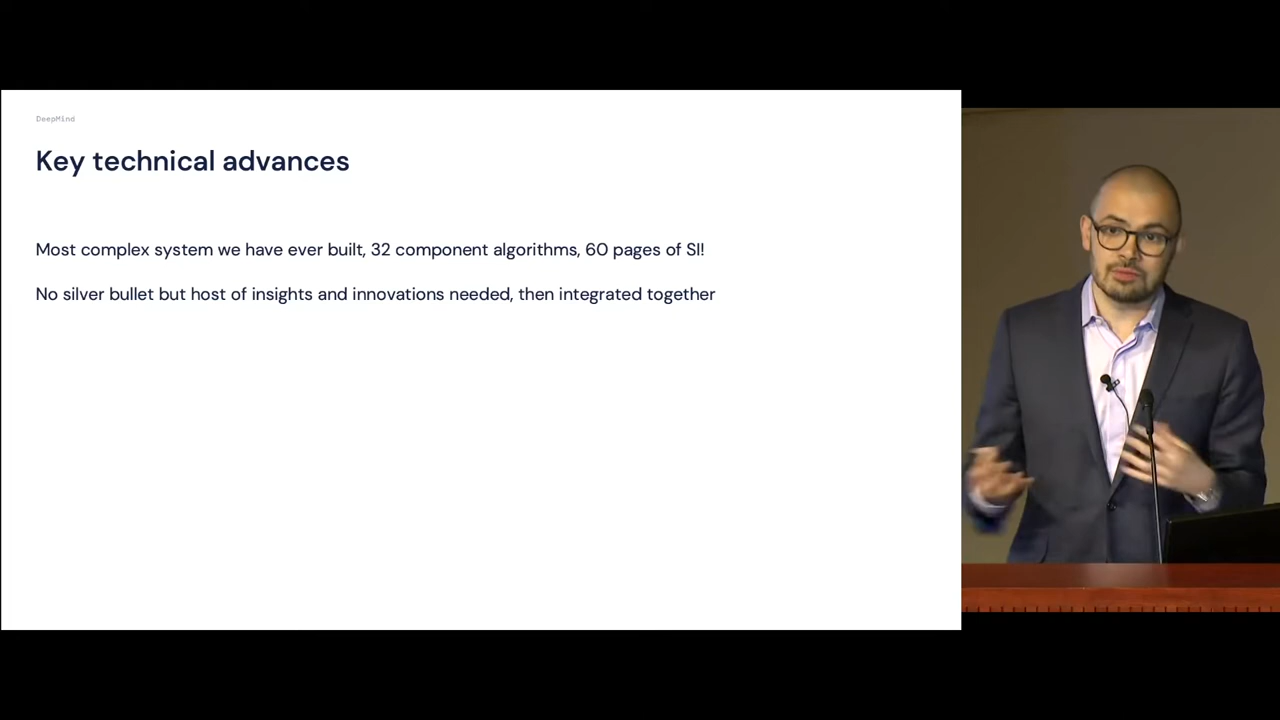 DeepMind
Key technical advances
Most complex system we have ever built, 32 component algorithms, 60 pages of SI!
No silver bullet but host of insights and innovations needed, then integrated together